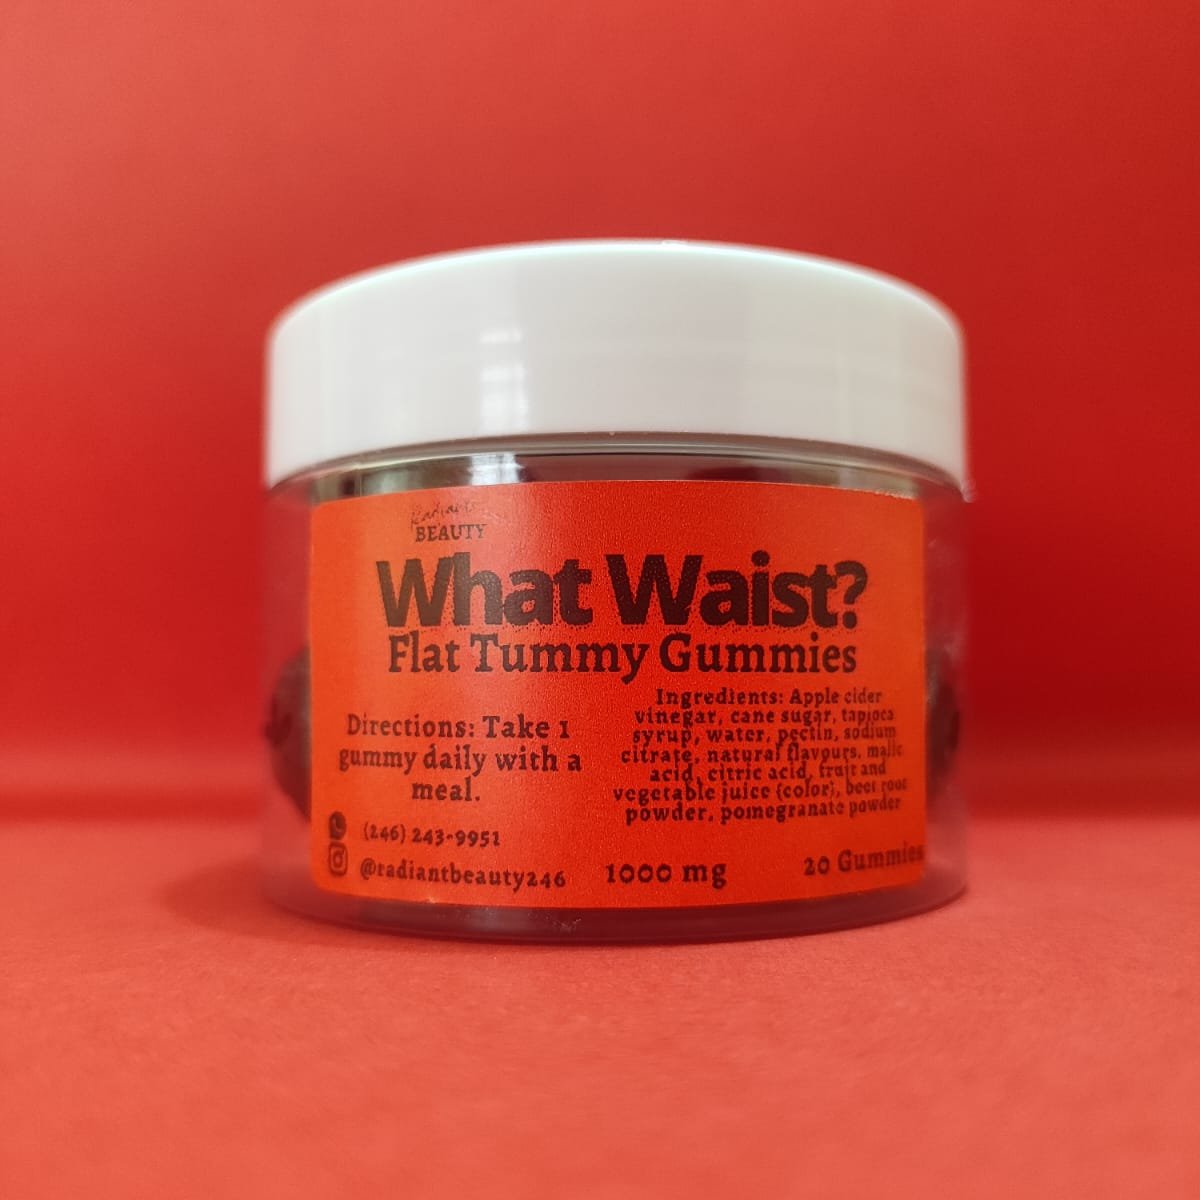 Radiant
BEAUTY
What Waist?
Flat Tummy Gummies
Directions: Take 1
gummy daily with a
meal.
(246) 243-9951
@radiantbeauty246
Ingredients: Apple cider
vinegar, cane sugar, tapioca
syrup, water, pectin, sodium
citrate, natural flavours, malic
acid, citric acid, fruit and
vegetable juice (color), beet root
powder, pomegranate powder
1000 mg
20 Gummies